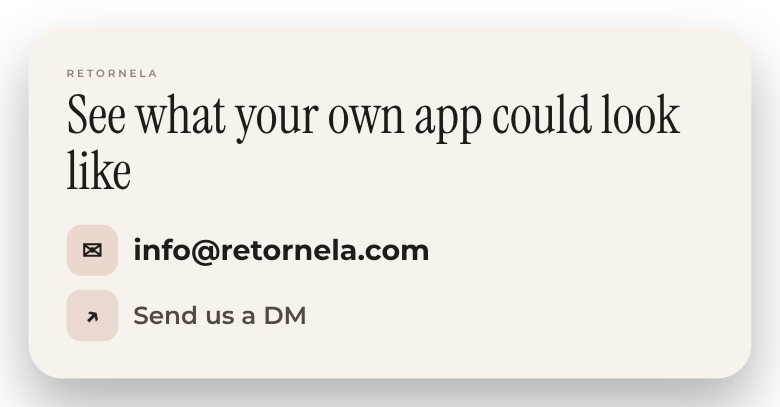 RETORNELA
See what your own app could look
like
info@retornela.com
Send us a DM